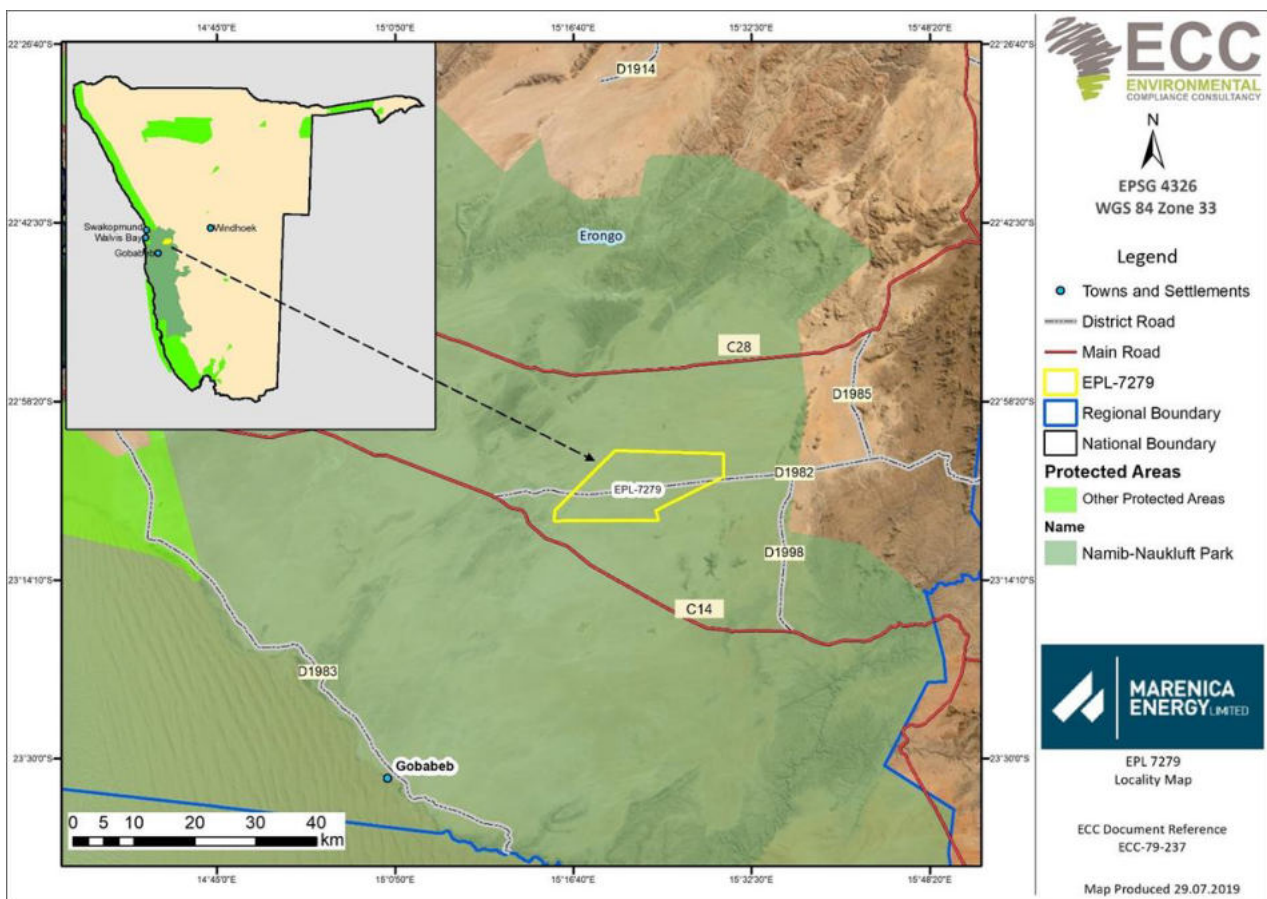 14°45'0"E
15°0'50"E
15°16'40"E
15°32'30"E
15°48'20"E
22°26'40"S
22°26'40"S
D1914
Swakopmund
Walvis Bay
Windhoek
Gobabeb
22°42'30"S
Erongo
C28
D1985
22°58'20"S
22°58'20"S
D1982
EPL-7279
D1998
23°14'10"S
23°14'10"S
C14
D1983
23°30'0"S
23°30'0"S
Gobabeb
0 5 10 20 30 40
km
14°45'0"E
15°0'50"E
15°16'40"E
15°32'30"E
15°48'20"E
ECC
ENVIRONMENTAL
COMPLIANCE CONSULTANCY
N
EPSG 4326
WGS 84 Zone 33
22°42'30"S
Legend
Towns and Settlements
District Road
Main Road
EPL-7279
Regional Boundary
National Boundary
Protected Areas
Other Protected Areas
Name
Namib-Naukluft Park
MARENICA
ENERGY LIMITED
EPL 7279
Locality Map
ECC Document Reference
ECC-79-237
Map Produced 29.07.2019